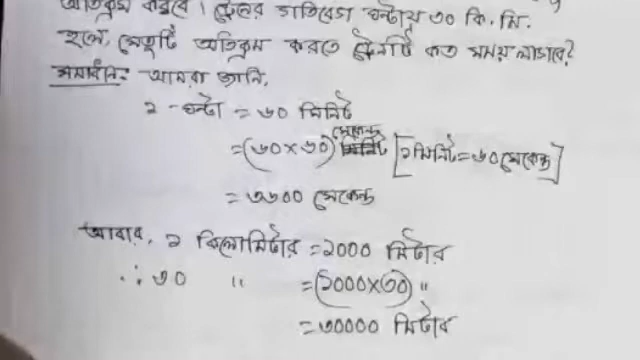 অতিক্রম করবে। ট্রেনের গতিবেগ ঘন্টায় ৩০ কি. মি.
হলে, সেতুটি অতিক্রম করতে ট্রেনটি কত সময় লাগবে?
সমাধান: আমরা জানি,
১ ঘন্টা = ৬০ মিনিট
= (৬০×৬০) সেকেন্ড [১ মিনিট = ৬০ সেকেন্ড]
= ৩৬০০ সেকেন্ড
আবার, ১ কিলোমিটার = ১০০০ মিটার
∴ ৩০ " = (১০০০×৩০) "
= ৩০০০০ মিটার